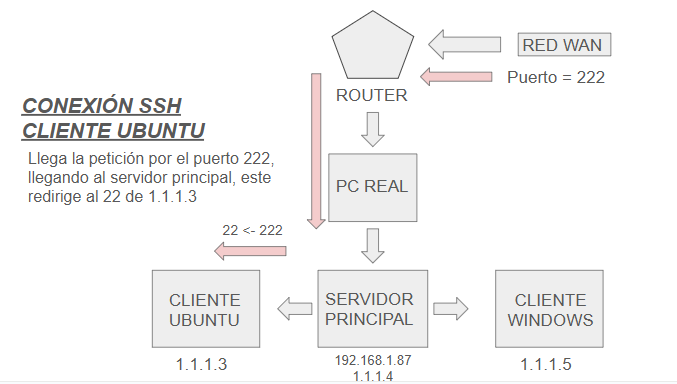 RED WAN
Puerto = 222
ROUTER
CONEXIÓN SSH
CLIENTE UBUNTU
Llega la petición por el puerto 222,
llegando al servidor principal, este
redirige al 22 de 1.1.1.3
PC REAL
22 <- 222
CLIENTE
UBUNTU
SERVIDOR
PRINCIPAL
CLIENTE
WINDOWS
1.1.1.3
192.168.1.87
1.1.1.4
1.1.1.5